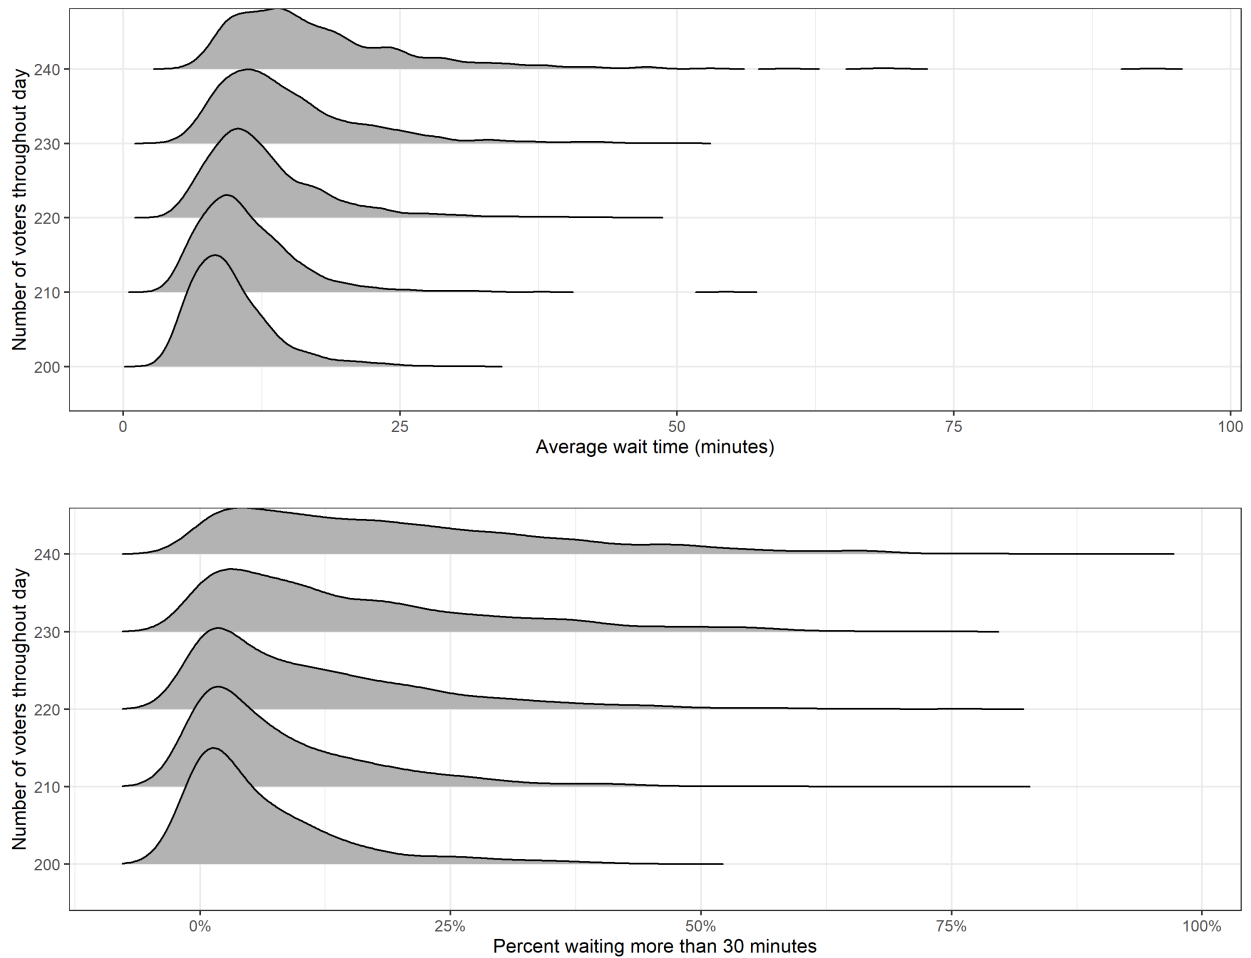 Number of voters throughout day
240
230
220
210
200
0 25 50 75 100
Average wait time (minutes)
Number of voters throughout day
240
230
220
210
200
0% 25% 50% 75% 100%
Percent waiting more than 30 minutes